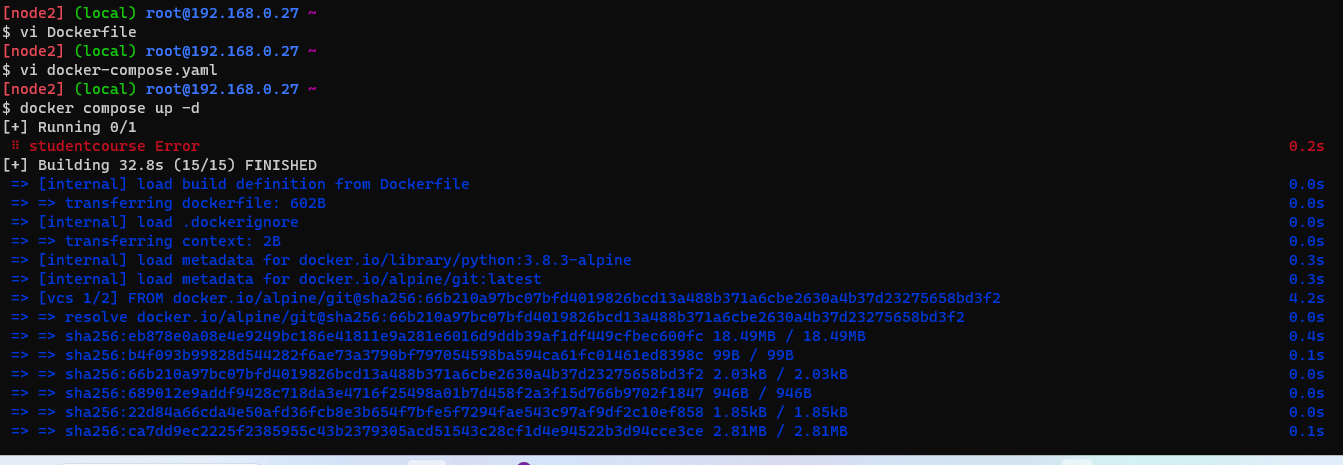 [node2] (local) root@192.168.0.27 ~
$ vi Dockerfile
[node2] (local) root@192.168.0.27 ~
$ vi docker-compose.yaml
[node2] (local) root@192.168.0.27 ~
$ docker compose up -d
[+] Running 0/1
⠿ studentcourse Error 0.2s
[+] Building 32.8s (15/15) FINISHED
=> [internal] load build definition from Dockerfile 0.0s
=> => transferring dockerfile: 602B 0.0s
=> [internal] load .dockerignore 0.0s
=> => transferring context: 2B 0.0s
=> [internal] load metadata for docker.io/library/python:3.8.3-alpine 0.3s
=> [internal] load metadata for docker.io/alpine/git:latest 0.3s
=> [vcs 1/2] FROM docker.io/alpine/git@sha256:66b210a97bc07bfd4019826bcd13a488b371a6cbe2630a4b37d23275658bd3f2 4.2s
=> => resolve docker.io/alpine/git@sha256:66b210a97bc07bfd4019826bcd13a488b371a6cbe2630a4b37d23275658bd3f2 0.0s
=> => sha256:eb878e0a08e4e9249bc186e41811e9a281e6016d9ddb39af1df449cfbec600fc 18.49MB / 18.49MB 0.4s
=> => sha256:b4f093b99828d544282f6ae73a3790bf797054598ba594ca61fc01461ed8398c 99B / 99B 0.1s
=> => sha256:66b210a97bc07bfd4019826bcd13a488b371a6cbe2630a4b37d23275658bd3f2 2.03kB / 2.03kB 0.0s
=> => sha256:689012e9addf9428c718da3e4716f25498a01b7d458f2a3f15d766b9702f1847 946B / 946B 0.0s
=> => sha256:22d84a66cda4e50afd36fcb8e3b654f7bfe5f7294fae543c97af9df2c10ef858 1.85kB / 1.85kB 0.0s
=> => sha256:ca7dd9ec2225f2385955c43b2379305acd51543c28cf1d4e94522b3d94cce3ce 2.81MB / 2.81MB 0.1s